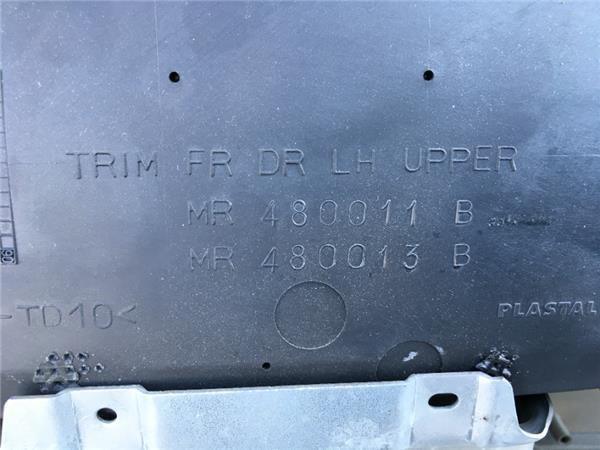 TRIM FR DR LH UPPER
MR 480011 B
MR 480013 B
-TD10<
PLASTAL